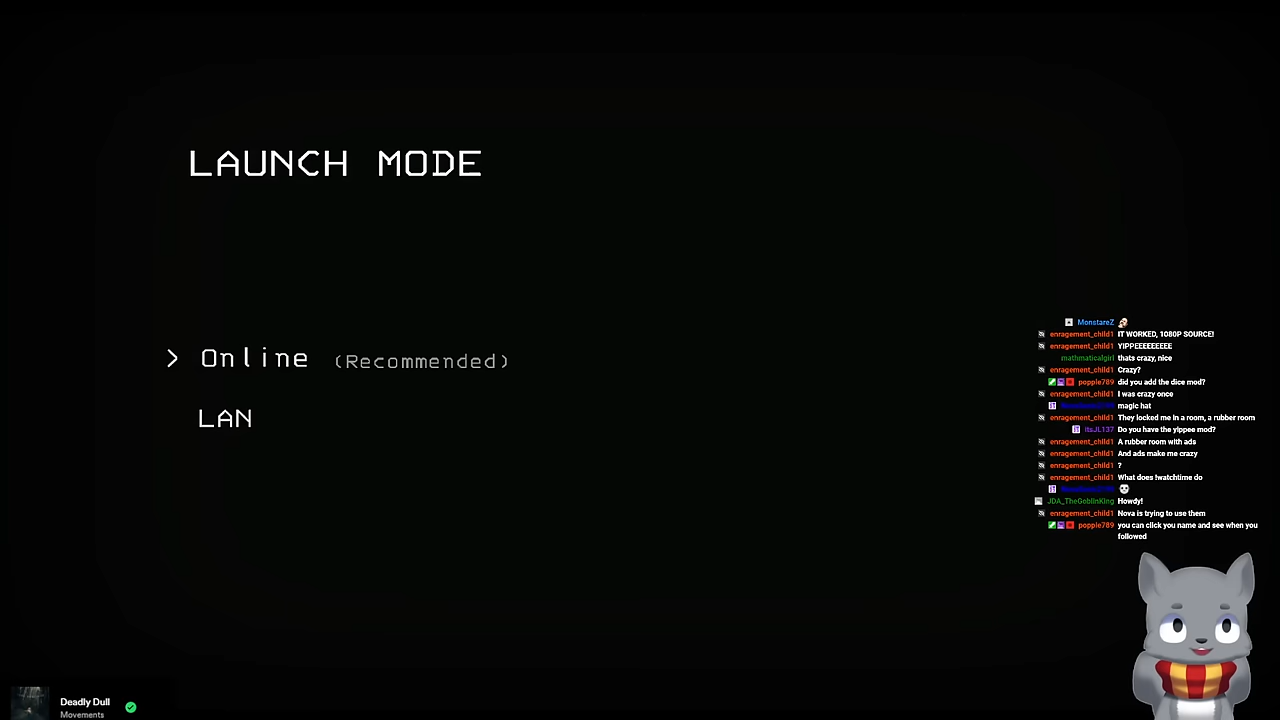 LAUNCH MODE
> Online (Recommended)
LAN
MonstareZ
enragement_child1 IT WORKED, 1080P SOURCE!
enragement_child1 YIPPEEEEEEEEE
mathmaticalgirl thats crazy, nice
enragement_child1 Crazy?
popple789 did you add the dice mod?
enragement_child1 I was crazy once
magic hat
enragement_child1 They locked me in a room, a rubber room
ItsJL137 Do you have the yippee mod?
enragement_child1 A rubber room with ads
enragement_child1 And ads make me crazy
enragement_child1 ?
enragement_child1 What does !watchtime do
JDA_TheGoblinKing Howdy!
enragement_child1 Nova is trying to use them
popple789 you can click you name and see when you
followed
Deadly Dull
Movements